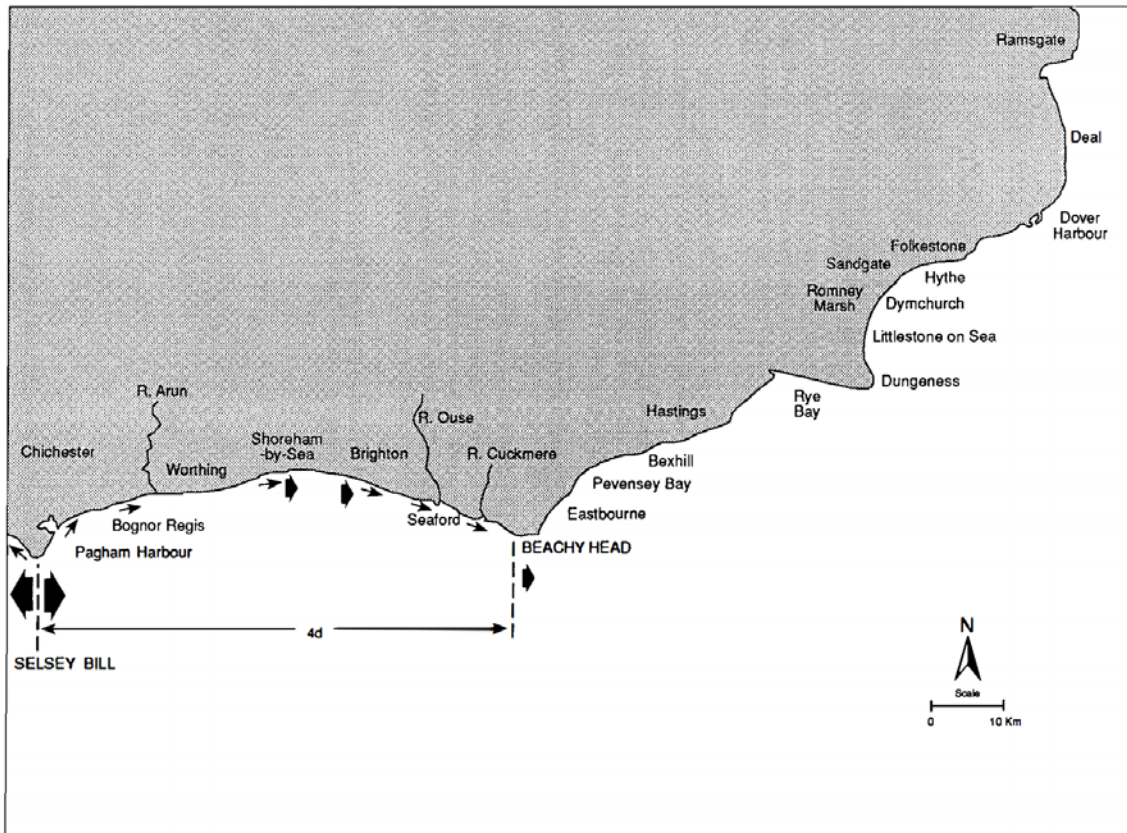 Ramsgate
Deal
Dover
Harbour
Folkestone
Sandgate
Hythe
Romney
Marsh
Dymchurch
Littlestone on Sea
Dungeness
Rye
Bay
R. Arun
Hastings
R. Ouse
Shoreham
-by-Sea
Brighton
R. Cuckmere
Chichester
Worthing
Bexhill
Pevensey Bay
Bognor Regis
Seaford
Eastbourne
Pagham Harbour
BEACHY HEAD
4d
SELSEY BILL
N
Scale
0 10 Km